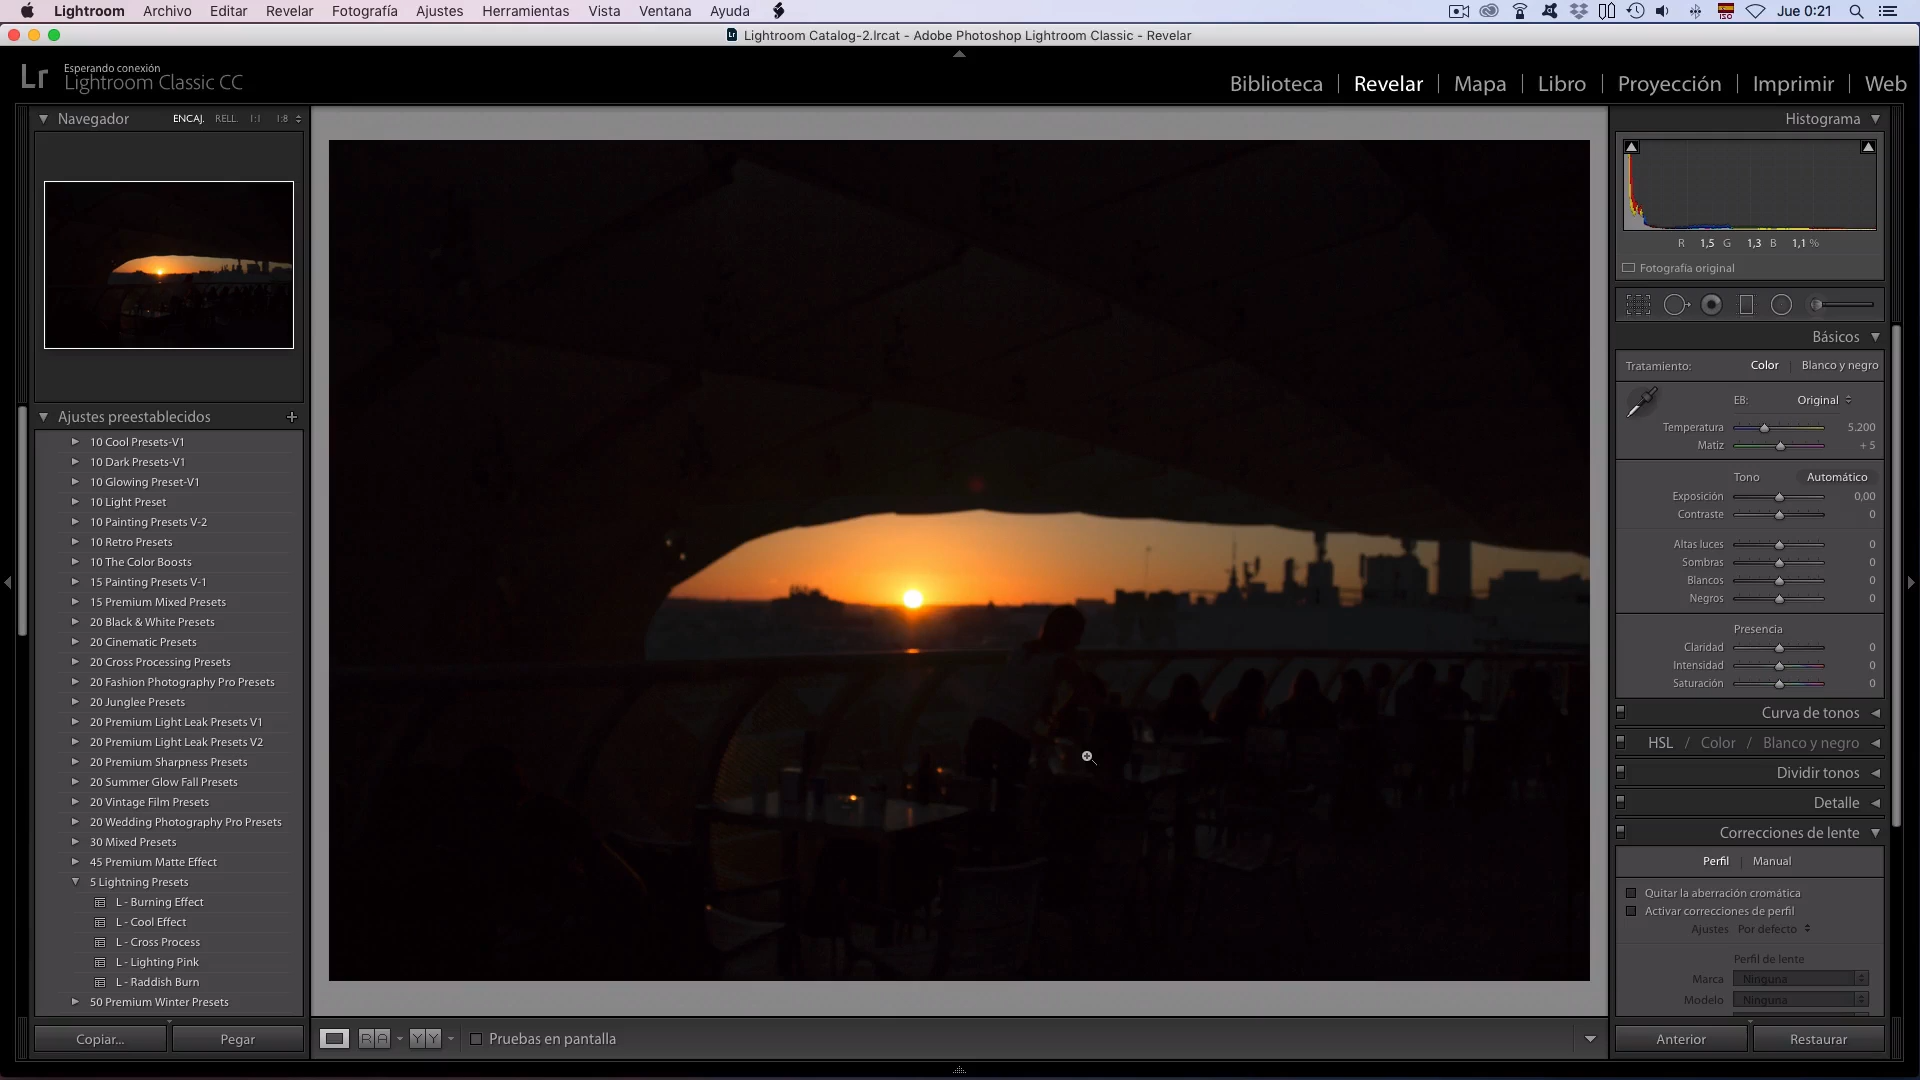 Lightroom Archivo Editar Revelar Fotografía Ajustes Herramientas Vista Ventana Ayuda
ISO Jue 0:21
Lr Lightroom Catalog-2.lrcat - Adobe Photoshop Lightroom Classic - Revelar
Lr Esperando conexión
Lightroom Classic CC
Biblioteca | Revelar | Mapa | Libro | Proyección | Imprimir | Web
Navegador ENCAJ. RELL. 1:1 1:8
Ajustes preestablecidos +
10 Cool Presets-V1
10 Dark Presets-V1
10 Glowing Preset-V1
10 Light Preset
10 Painting Presets V-2
10 Retro Presets
10 The Color Boosts
15 Painting Presets V-1
15 Premium Mixed Presets
20 Black & White Presets
20 Cinematic Presets
20 Cross Processing Presets
20 Fashion Photography Pro Presets
20 Junglee Presets
20 Premium Light Leak Presets V1
20 Premium Light Leak Presets V2
20 Premium Sharpness Presets
20 Summer Glow Fall Presets
20 Vintage Film Presets
20 Wedding Photography Pro Presets
30 Mixed Presets
45 Premium Matte Effect
5 Lightning Presets
L - Burning Effect
L - Cool Effect
L - Cross Process
L - Lighting Pink
L - Raddish Burn
50 Premium Winter Presets
Copiar... Pegar
R A Y Y Pruebas en pantalla
Histograma
R 1,5 G 1,3 B 1,1 %
Fotografía original
Básicos
Tratamiento: Color | Blanco y negro
EB: Original
Temperatura 5.200
Matiz + 5
Tono Automático
Exposición 0,00
Contraste 0
Altas luces 0
Sombras 0
Blancos 0
Negros 0
Presencia
Claridad 0
Intensidad 0
Saturación 0
Curva de tonos
HSL / Color / Blanco y negro
Dividir tonos
Detalle
Correcciones de lente
Perfil | Manual
Quitar la aberración cromática
Activar correcciones de perfil
Ajustes Por defecto
Perfil de lente
Marca Ninguna
Modelo Ninguna
Anterior Restaurar